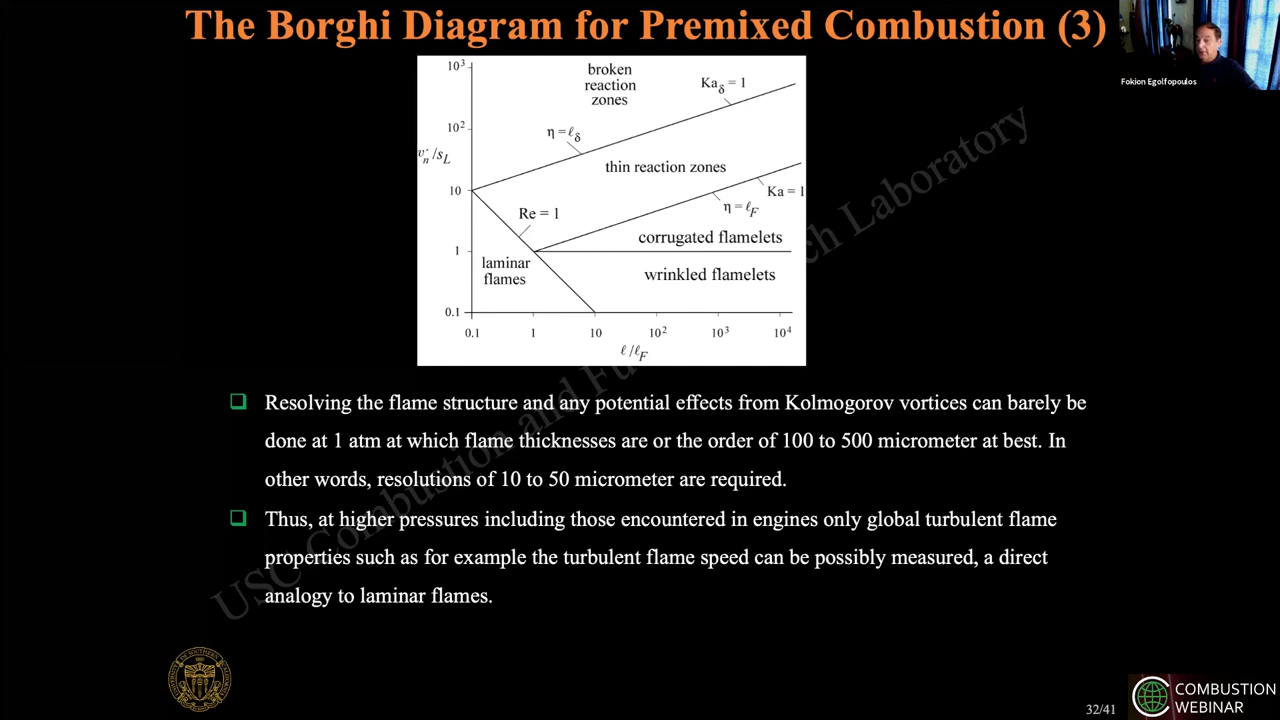 The Borghi Diagram for Premixed Combustion (3)
Fokion Egolfopoulos
10³
broken
reaction
zones
Ka_δ = 1
10²
η = ℓ_δ
v′_n /s_L
thin reaction zones
10
Ka = 1
Re = 1
η = ℓ_F
corrugated flamelets
1
laminar
flames
wrinkled flamelets
0.1
0.1 1 10 10² 10³ 10⁴
ℓ /ℓ_F
❑ Resolving the flame structure and any potential effects from Kolmogorov vortices can barely be
done at 1 atm at which flame thicknesses are or the order of 100 to 500 micrometer at best. In
other words, resolutions of 10 to 50 micrometer are required.
❑ Thus, at higher pressures including those encountered in engines only global turbulent flame
properties such as for example the turbulent flame speed can be possibly measured, a direct
analogy to laminar flames.
USC Combustion and Fu ch Laboratory
32/41
COMBUSTION
WEBINAR